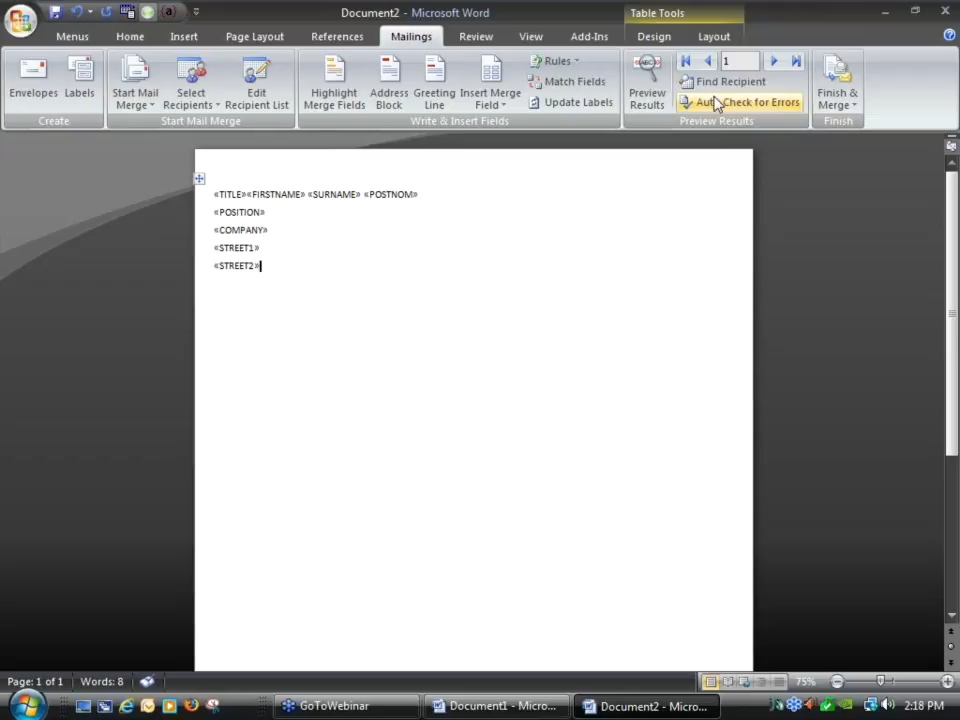 Document2 - Microsoft Word
Table Tools
Menus Home Insert Page Layout References Mailings Review View Add-Ins Design Layout
Envelopes
Labels
Create
Start Mail
Merge
Select
Recipients
Edit
Recipient List
Start Mail Merge
Highlight
Merge Fields
Address
Block
Greeting
Line
Insert Merge
Field
Rules
Match Fields
Update Labels
Write & Insert Fields
Preview
Results
1
Find Recipient
Auto Check for Errors
Preview Results
Finish &
Merge
Finish
«TITLE»«FIRSTNAME» «SURNAME» «POSTNOM»
«POSITION»
«COMPANY»
«STREET1»
«STREET2»
Page: 1 of 1 Words: 8 75%
GoToWebinar Document1 - Micro... Document2 - Micro... 2:18 PM